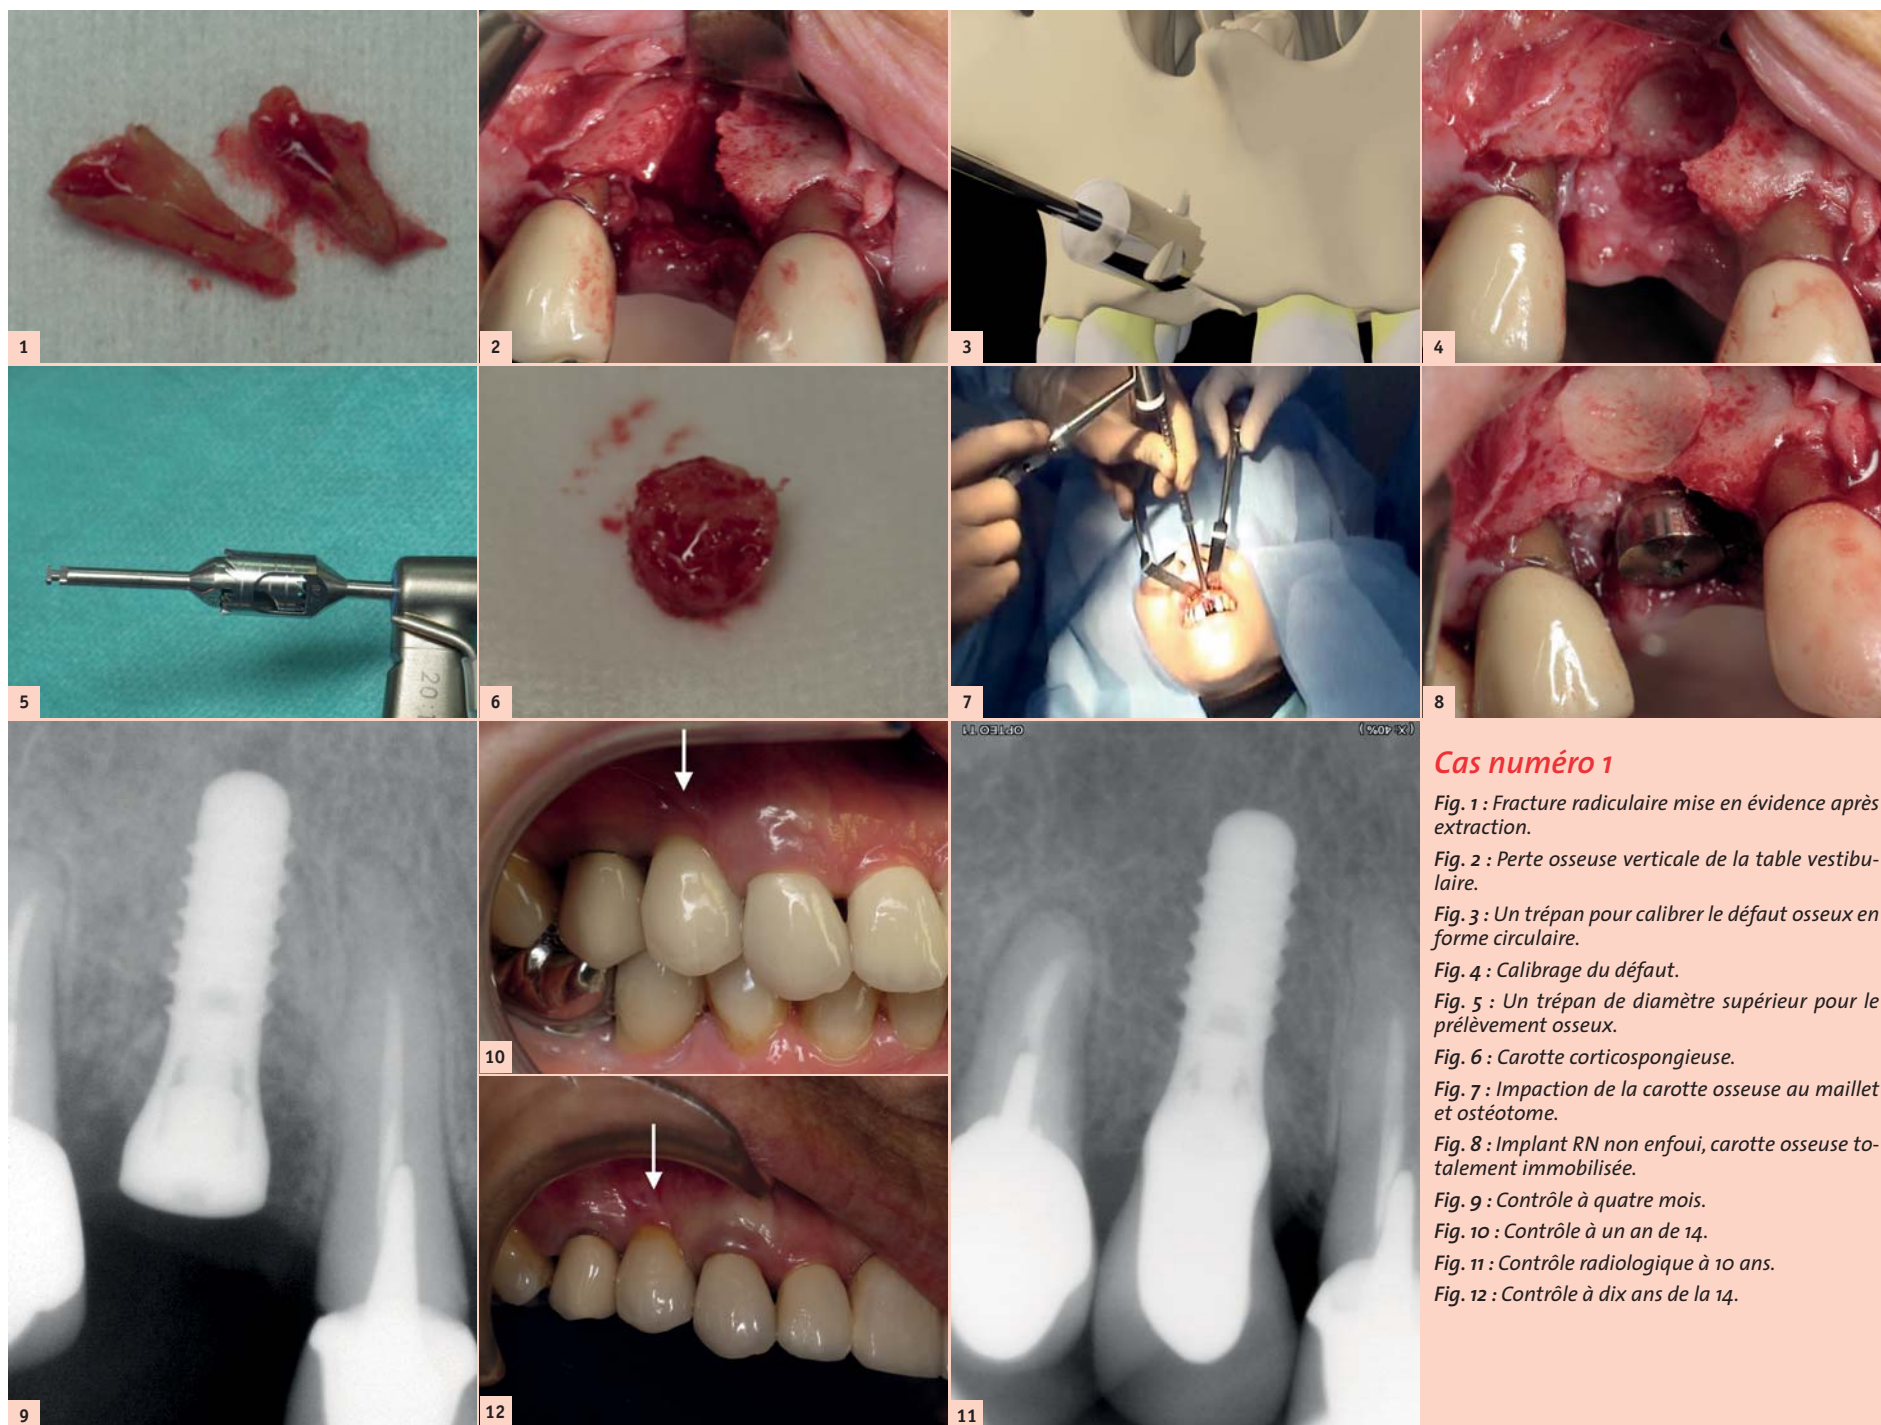 1
2
3
4
5
20:1
6
7
8
9
10
12
OPTEO T1
( X: 40% )
11
Cas numéro 1
Fig. 1 : Fracture radiculaire mise en évidence après
extraction.
Fig. 2 : Perte osseuse verticale de la table vestibu-
laire.
Fig. 3 : Un trépan pour calibrer le défaut osseux en
forme circulaire.
Fig. 4 : Calibrage du défaut.
Fig. 5 : Un trépan de diamètre supérieur pour le
prélèvement osseux.
Fig. 6 : Carotte corticospongieuse.
Fig. 7 : Impaction de la carotte osseuse au maillet
et ostéotome.
Fig. 8 : Implant RN non enfoui, carotte osseuse to-
talement immobilisée.
Fig. 9 : Contrôle à quatre mois.
Fig. 10 : Contrôle à un an de 14.
Fig. 11 : Contrôle radiologique à 10 ans.
Fig. 12 : Contrôle à dix ans de la 14.